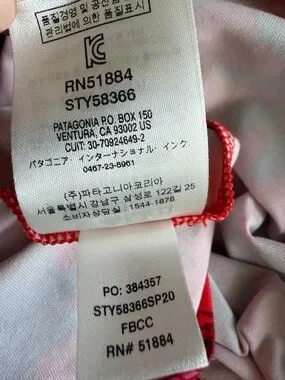 품질경영 및 공산품안전
관리법에 의한 품질표시
RN51884
STY58366
PATAGONIA P.O. BOX 150
VENTURA, CA 93002 US
CUIT: 30-70924649-2
パタゴニア・インターナショナル・インク
0467-23-8961
(주)파타고니아코리아
서울특별시 강남구 삼성로 122길 25
소비자상담실 : 1544-1876
PO: 384357
STY58366SP20
FBCC
RN# 51884